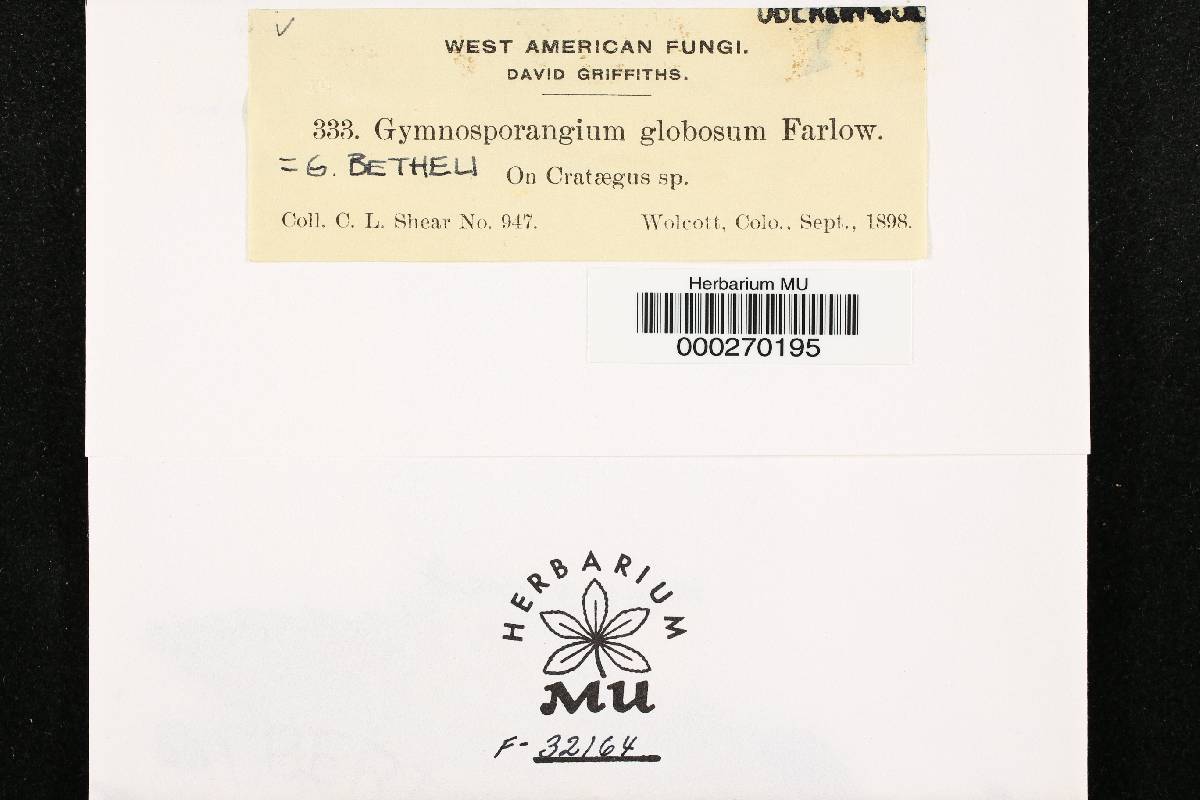 WEST AMERICAN FUNGI.
DAVID GRIFFITHS.
333. Gymnosporangium globosum Farlow.
= G. BETHELI
On Cratægus sp.
Coll. C. L. Shear No. 947. Wolcott, Colo., Sept., 1898.
Herbarium MU
000270195
HERBARIUM
MU
F-32164